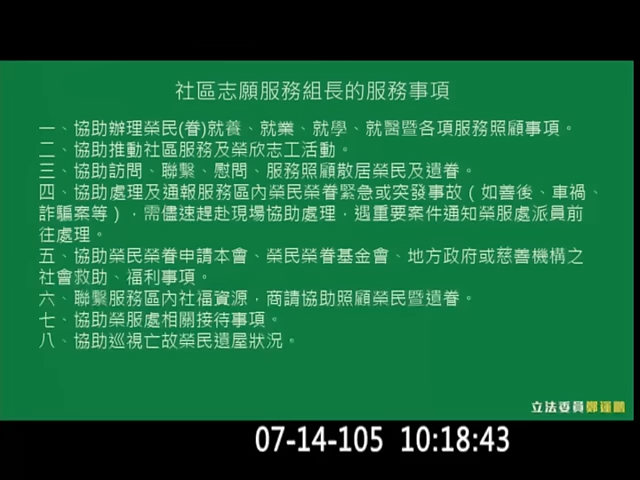 社區志願服務組長的服務事項
一、協助辦理榮民(眷)就養、就業、就學、就醫暨各項服務照顧事項。
二、協助推動社區服務及榮欣志工活動。
三、協助訪問、聯繫、慰問、服務照顧散居榮民及遺眷。
四、協助處理及通報服務區內榮民榮眷緊急或突發事故（如善後、車禍、
詐騙案等），需儘速趕赴現場協助處理，遇重要案件通知榮服處派員前
往處理。
五、協助榮民榮眷申請本會、榮民榮眷基金會、地方政府或慈善機構之
社會救助、福利事項。
六、聯繫服務區內社福資源，商請協助照顧榮民暨遺眷。
七、協助榮服處相關接待事項。
八、協助巡視亡故榮民遺屋狀況。
立法委員鄭運鵬
07-14-105 10:18:43